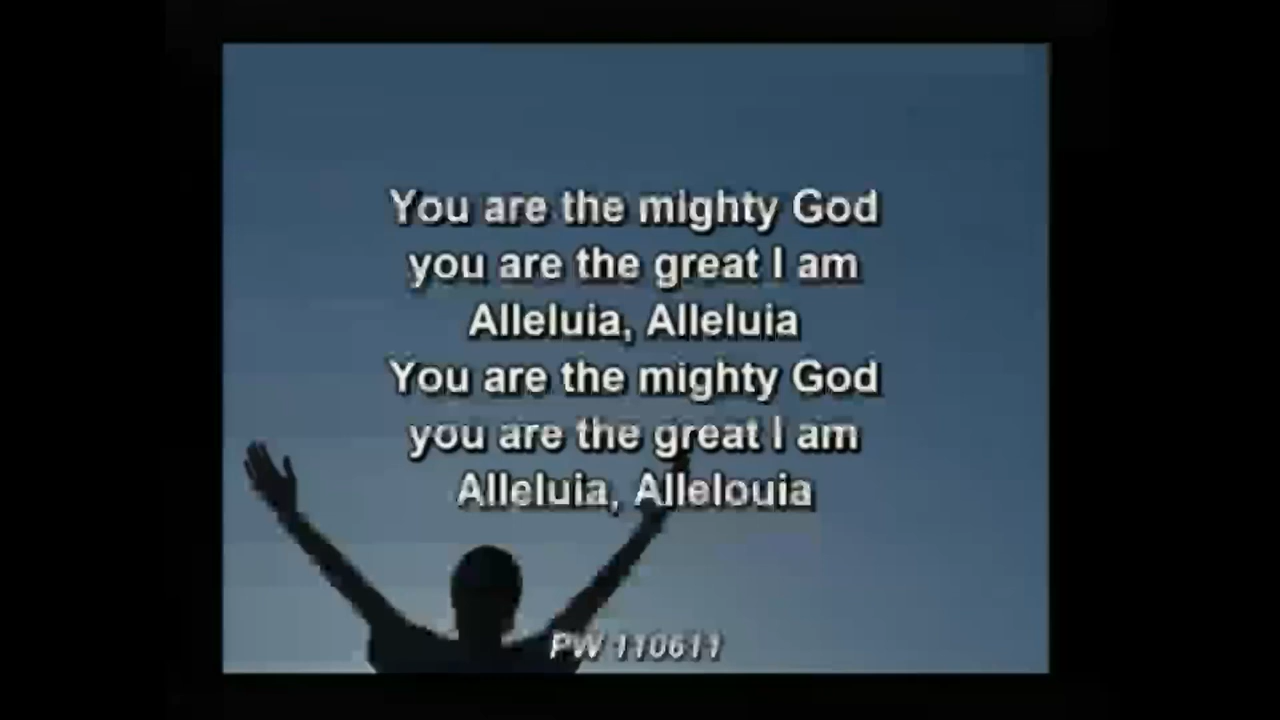 You are the mighty God
you are the great I am
Alleluia, Alleluia
You are the mighty God
you are the great I am
Alleluia, Allelouia
PW 110611